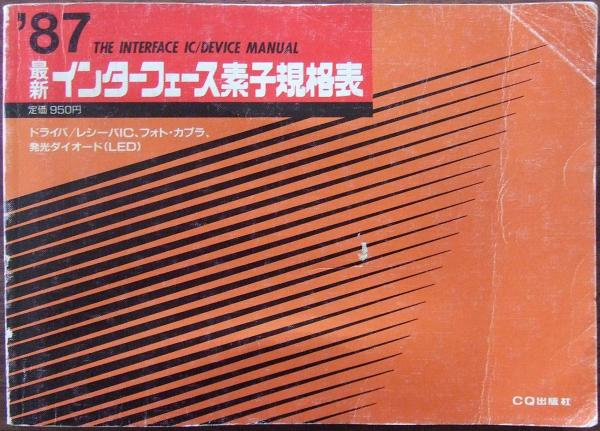 '87 THE INTERFACE IC/DEVICE MANUAL
最新 インターフェース素子規格表
定価 950円
ドライバ/レシーバIC、フォト・カプラ、
発光ダイオード(LED)
CQ出版社